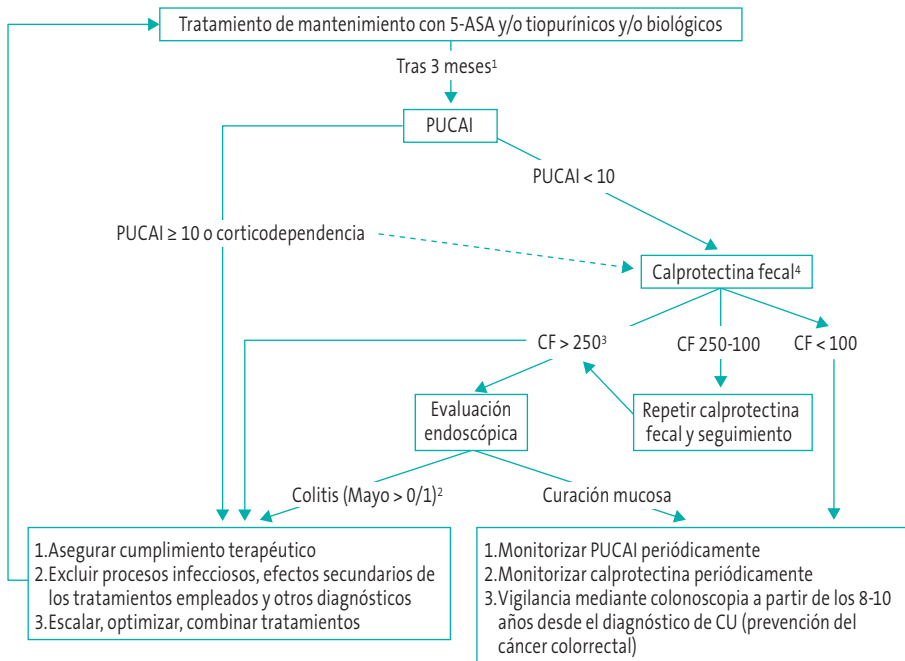 Tratamiento de mantenimiento con 5-ASA y/o tiopurínicos y/o biológicos
Tras 3 meses¹
PUCAI
PUCAI < 10
PUCAI ≥ 10 o corticodependencia
Calprotectina fecal⁴
CF > 250³
CF 250-100
CF < 100
Evaluación
endoscópica
Repetir calprotectina
fecal y seguimiento
Colitis (Mayo > 0/1)²
Curación mucosa
1.Asegurar cumplimiento terapéutico
2.Excluir procesos infecciosos, efectos secundarios de
los tratamientos empleados y otros diagnósticos
3.Escalar, optimizar, combinar tratamientos
1.Monitorizar PUCAI periódicamente
2.Monitorizar calprotectina periódicamente
3.Vigilancia mediante colonoscopia a partir de los 8-10
años desde el diagnóstico de CU (prevención del
cáncer colorrectal)